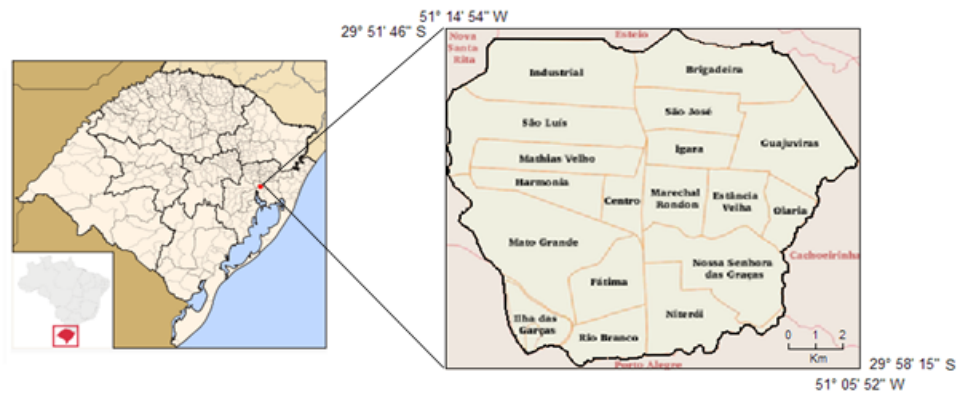 51° 14' 54" W
29° 51' 46" S
Nova
Santa
Rita
Esteio
Industrial
Brigadeira
São José
São Luís
Guajuviras
Igara
Mathias Velho
Harmonia
Centro
Marechal
Rondon
Estância
Velha
Olaria
Mato Grande
Cachoeirinha
Nossa Senhora
das Graças
Fátima
Niterói
Ilha das
Garças
Rio Branco
0 1 2
Km
Porto Alegre
29° 58' 15" S
51° 05' 52" W